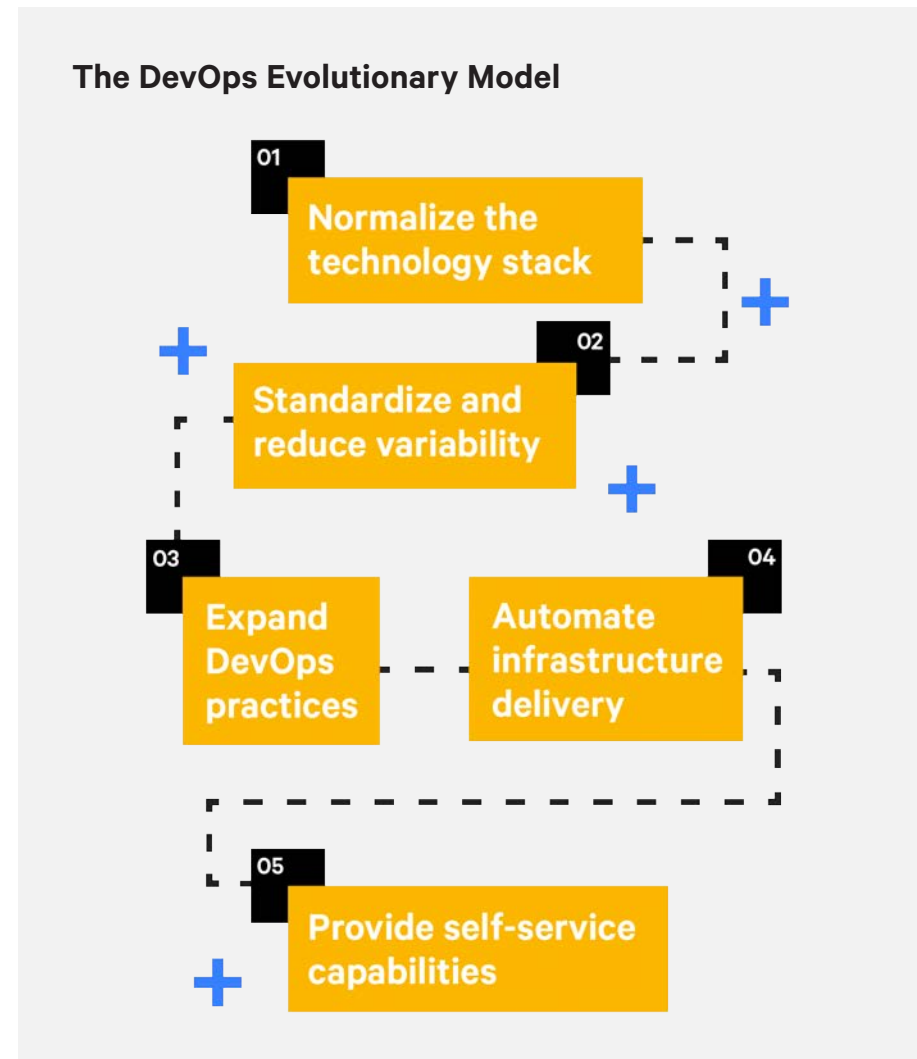 The DevOps Evolutionary Model
01
Normalize the
technology stack
02
Standardize and
reduce variability
03
Expand
DevOps
practices
04
Automate
infrastructure
delivery
05
Provide self-service
capabilities